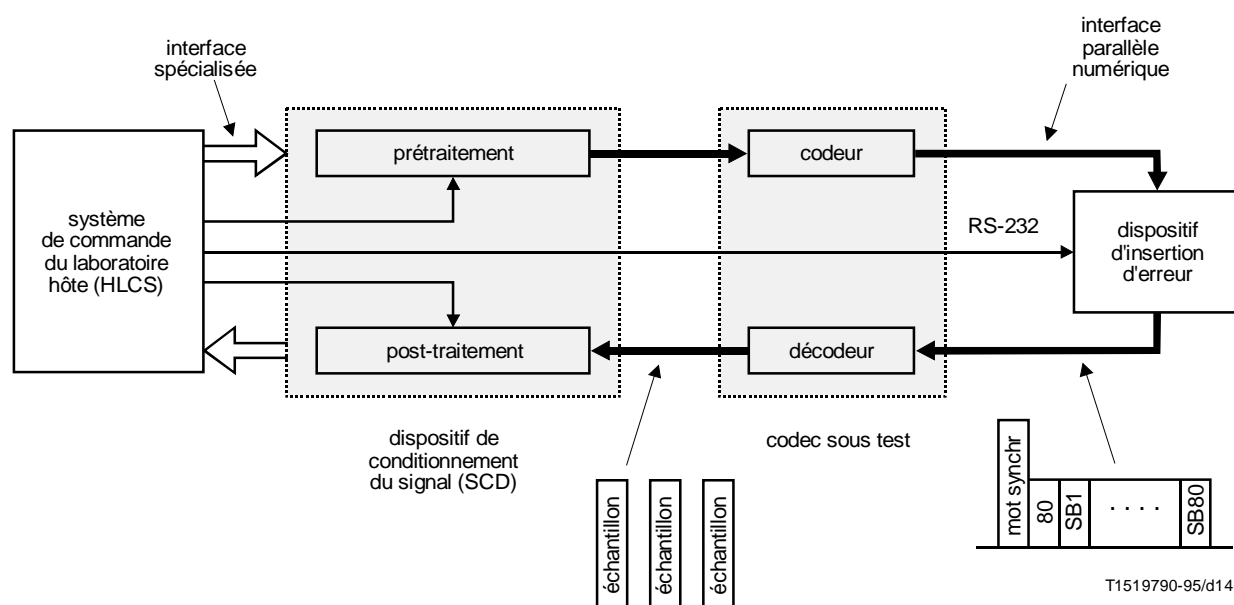 interface
spécialisée
interface
parallèle
numérique
prétraitement
codeur
système
de commande
du laboratoire
hôte (HLCS)
RS-232
dispositif
d'insertion
d'erreur
post-traitement
décodeur
dispositif de
conditionnement
du signal (SCD)
codec sous test
échantillon
échantillon
échantillon
mot synchr
80
SB1
. . . .
SB80
T1519790-95/d14